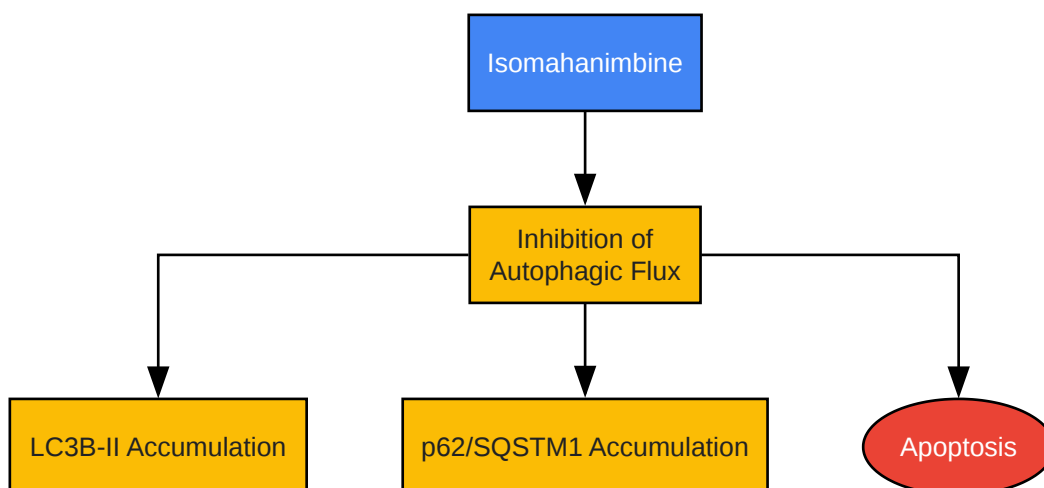 Isomahanimbine
Inhibition of
Autophagic Flux
LC3B-II Accumulation
p62/SQSTM1 Accumulation
Apoptosis